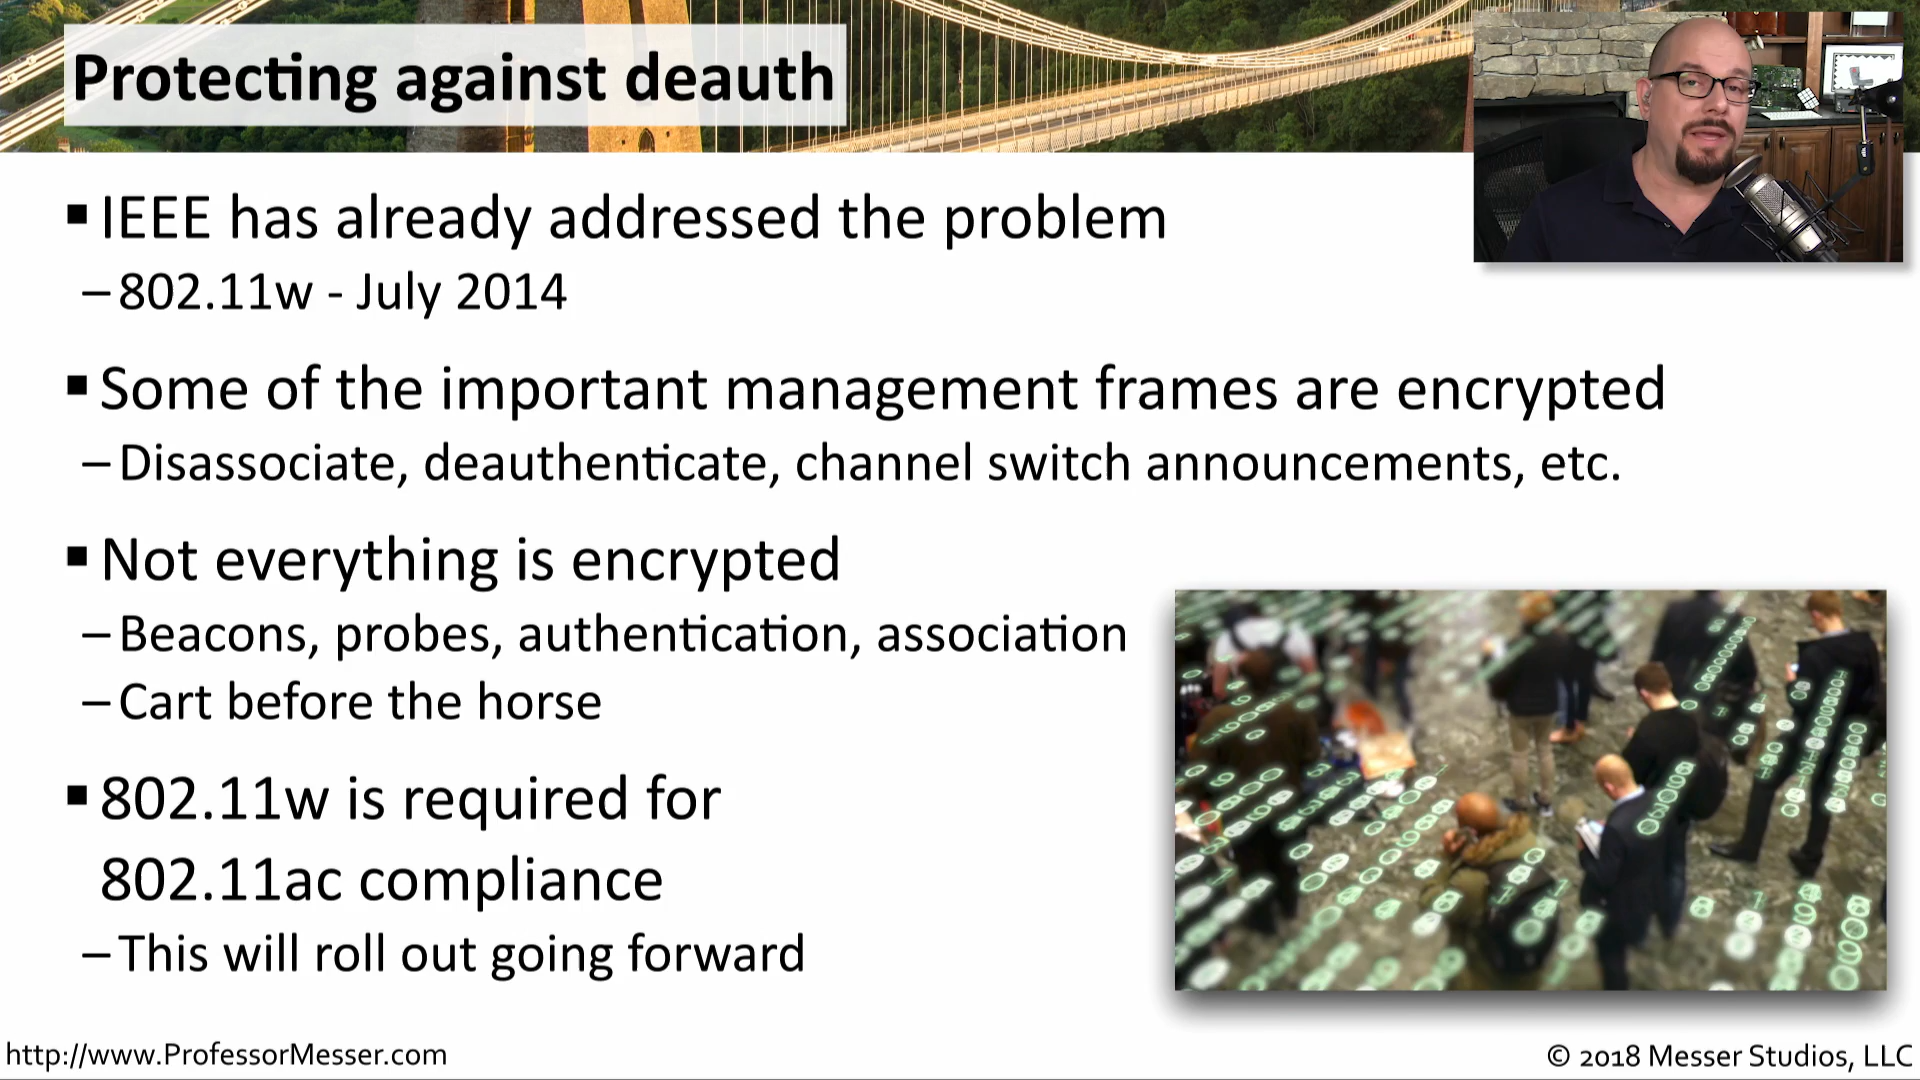 Protecting against deauth
▪ IEEE has already addressed the problem
– 802.11w - July 2014
▪ Some of the important management frames are encrypted
– Disassociate, deauthenticate, channel switch announcements, etc.
▪ Not everything is encrypted
– Beacons, probes, authentication, association
– Cart before the horse
▪ 802.11w is required for
802.11ac compliance
– This will roll out going forward
http://www.ProfessorMesser.com
© 2018 Messer Studios, LLC